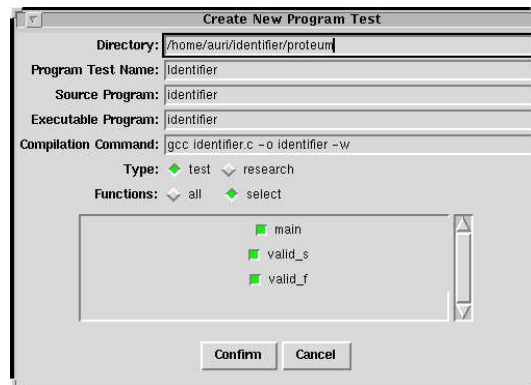 Create New Program Test
Directory: /home/auri/identifier/proteum
Program Test Name: Identifier
Source Program: identifier
Executable Program: identifier
Compilation Command: gcc identifier.c -o identifier -w
Type: test research
Functions: all select
main
valid_s
valid_f
Confirm Cancel